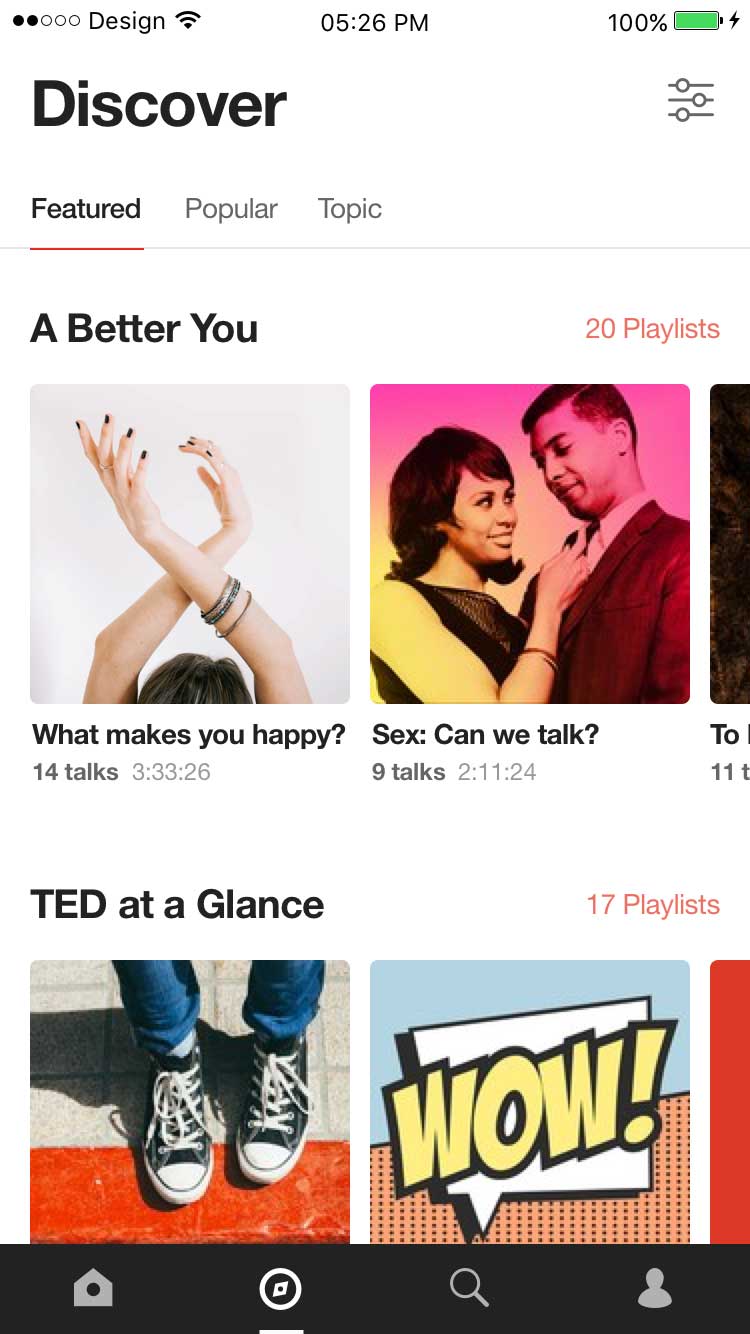 Design 05:26 PM 100%
Discover
Featured Popular Topic
A Better You 20 Playlists
What makes you happy? Sex: Can we talk? To
14 talks 3:33:26 9 talks 2:11:24 11 t
TED at a Glance 17 Playlists
WOW!